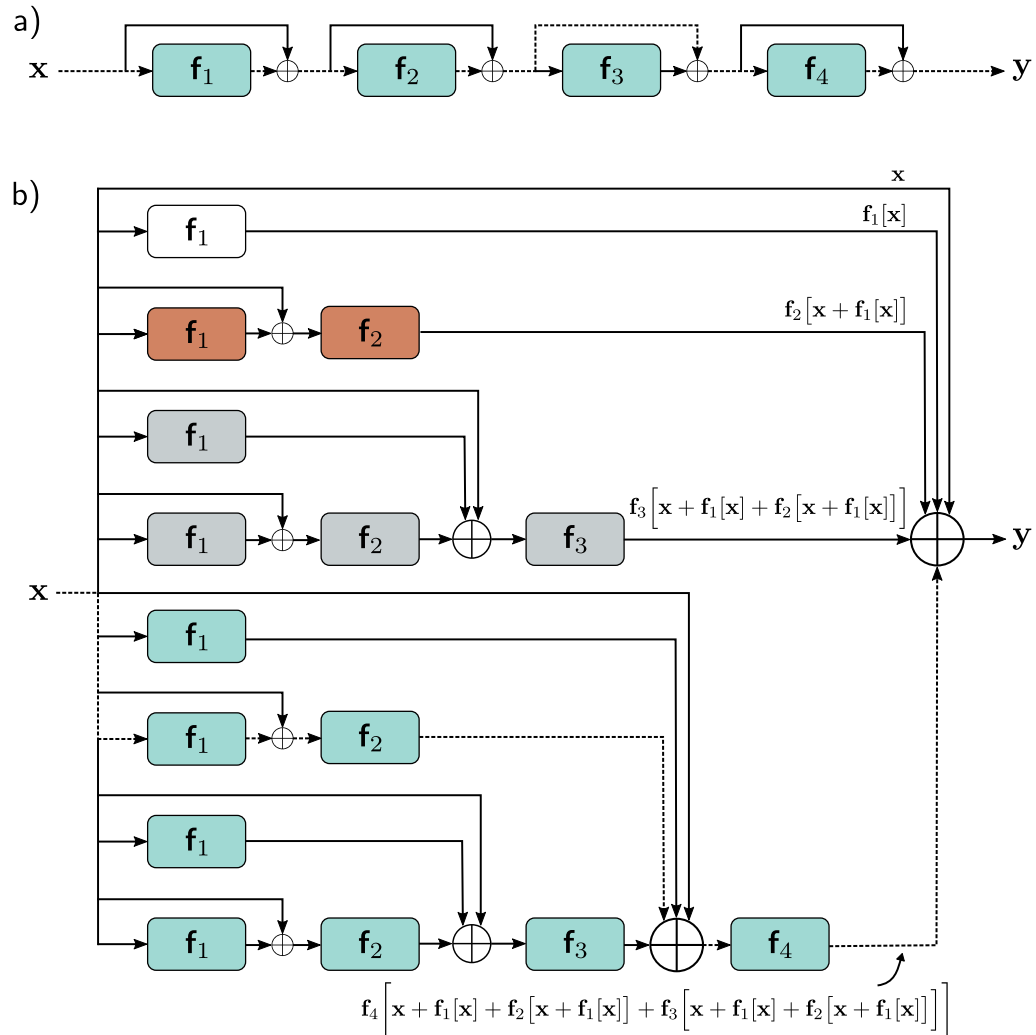 a)
x f₁ f₂ f₃ f₄ y
b)
x
f₁ f₁[x]
f₁ f₂ f₂[x + f₁[x]]
f₁
f₁ f₂ f₃ f₃[x + f₁[x] + f₂[x + f₁[x]]] y
x
f₁
f₁ f₂
f₁
f₁ f₂ f₃ f₄
f₄[x + f₁[x] + f₂[x + f₁[x]] + f₃[x + f₁[x] + f₂[x + f₁[x]]]]